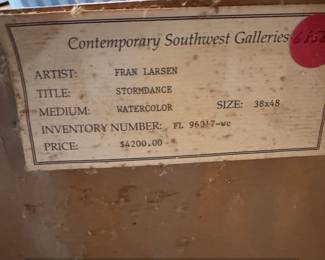 Contemporary Southwest Galleries
ARTIST: FRAN LARSEN
TITLE: STORMDANCE
MEDIUM: WATERCOLOR SIZE: 38x48
INVENTORY NUMBER: FL 96017-wc
PRICE: $4200.00